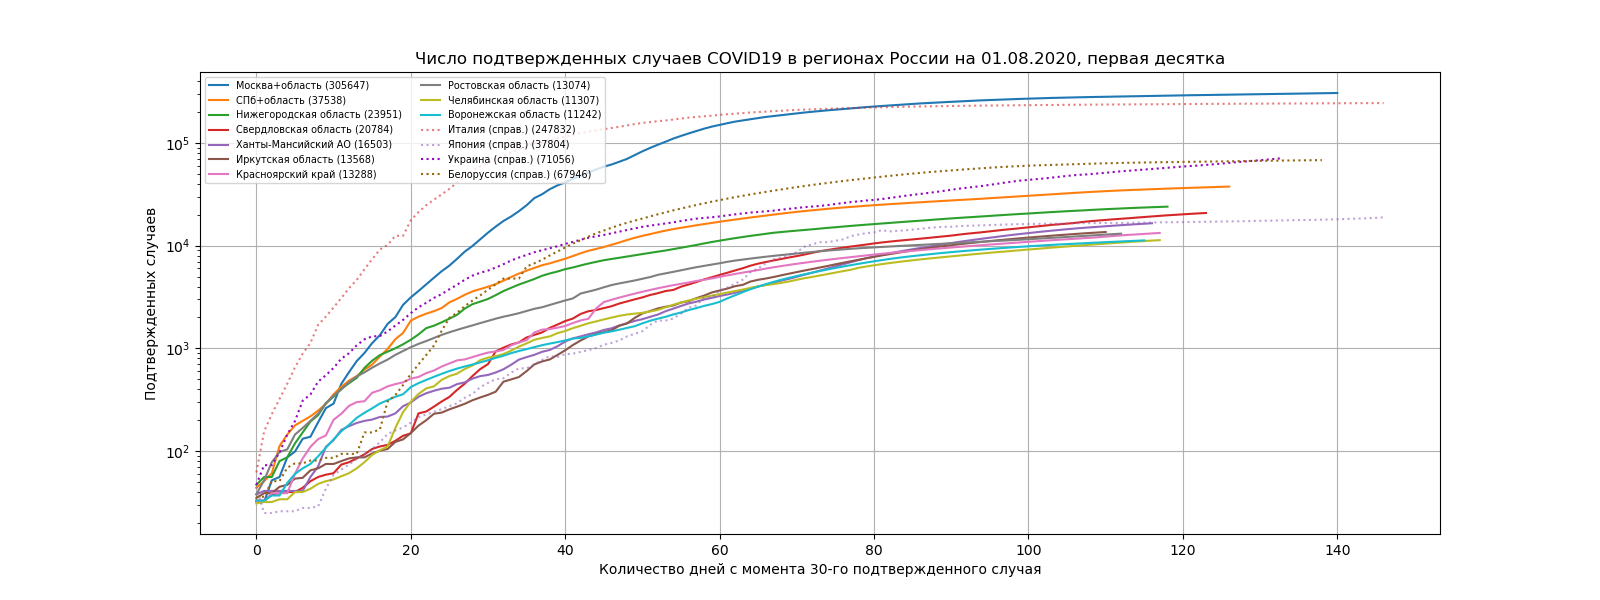 Число подтвержденных случаев COVID19 в регионах России на 01.08.2020, первая десятка
Москва+область (305647)
СПб+область (37538)
Нижегородская область (23951)
Свердловская область (20784)
Ханты-Мансийский АО (16503)
Иркутская область (13568)
Красноярский край (13288)
Ростовская область (13074)
Челябинская область (11307)
Воронежская область (11242)
Италия (справ.) (247832)
Япония (справ.) (37804)
Украина (справ.) (71056)
Белоруссия (справ.) (67946)
Подтвержденных случаев
10⁵
10⁴
10³
10²
0 20 40 60 80 100 120 140
Количество дней с момента 30-го подтвержденного случая